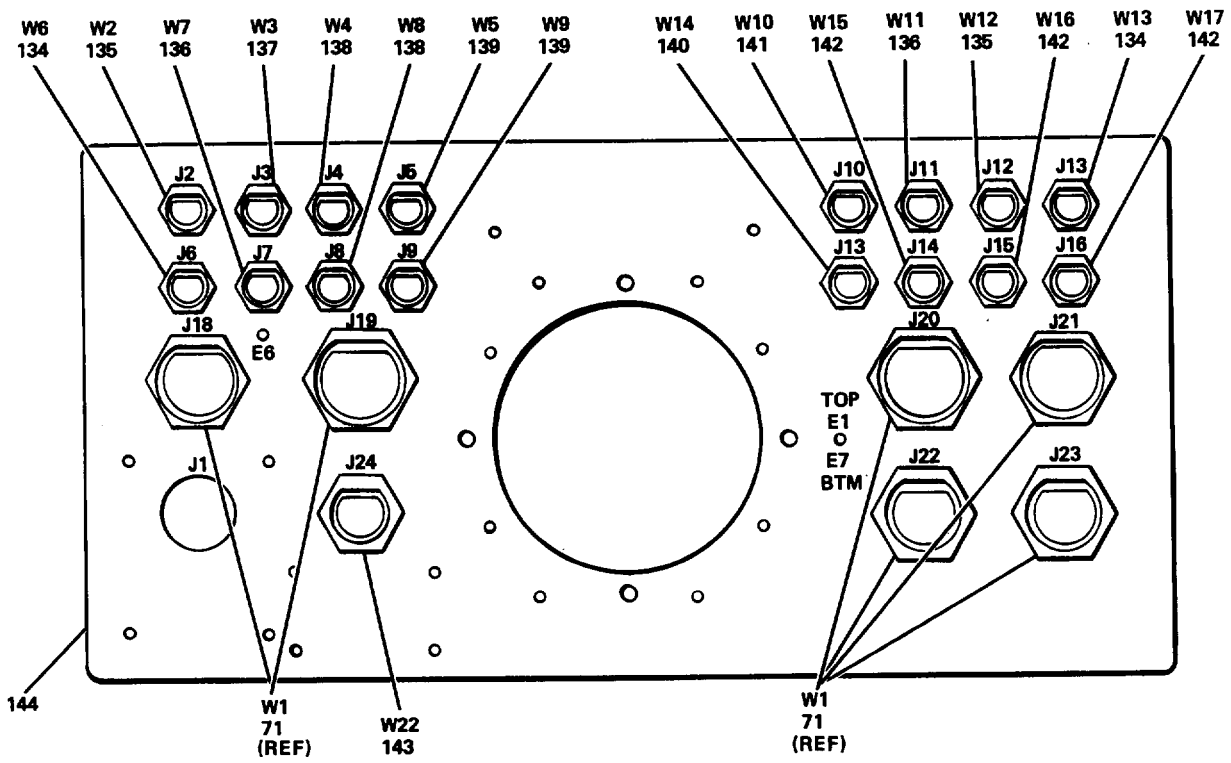 W6 W2 W7 W3 W4 W8 W5 W9 W14 W10 W15 W11 W12 W16 W13 W17
134 135 136 137 138 138 139 139 140 141 142 136 135 142 134 142
J2 J3 J4 J5 J10 J11 J12 J13
J6 J7 J8 J9 J13 J14 J15 J16
J18 J19 J20 J21
E6
TOP
E1
E7
BTM
J1 J24 J22 J23
144
W1
71
(REF)
W22
143
W1
71
(REF)